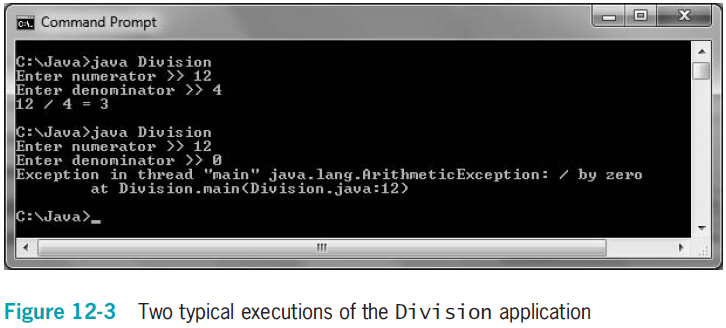 Command Prompt
C:\Java>java Division
Enter numerator >> 12
Enter denominator >> 4
12 / 4 = 3
C:\Java>java Division
Enter numerator >> 12
Enter denominator >> 0
Exception in thread "main" java.lang.ArithmeticException: / by zero
at Division.main(Division.java:12)
C:\Java>_
Figure 12-3 Two typical executions of the Division application